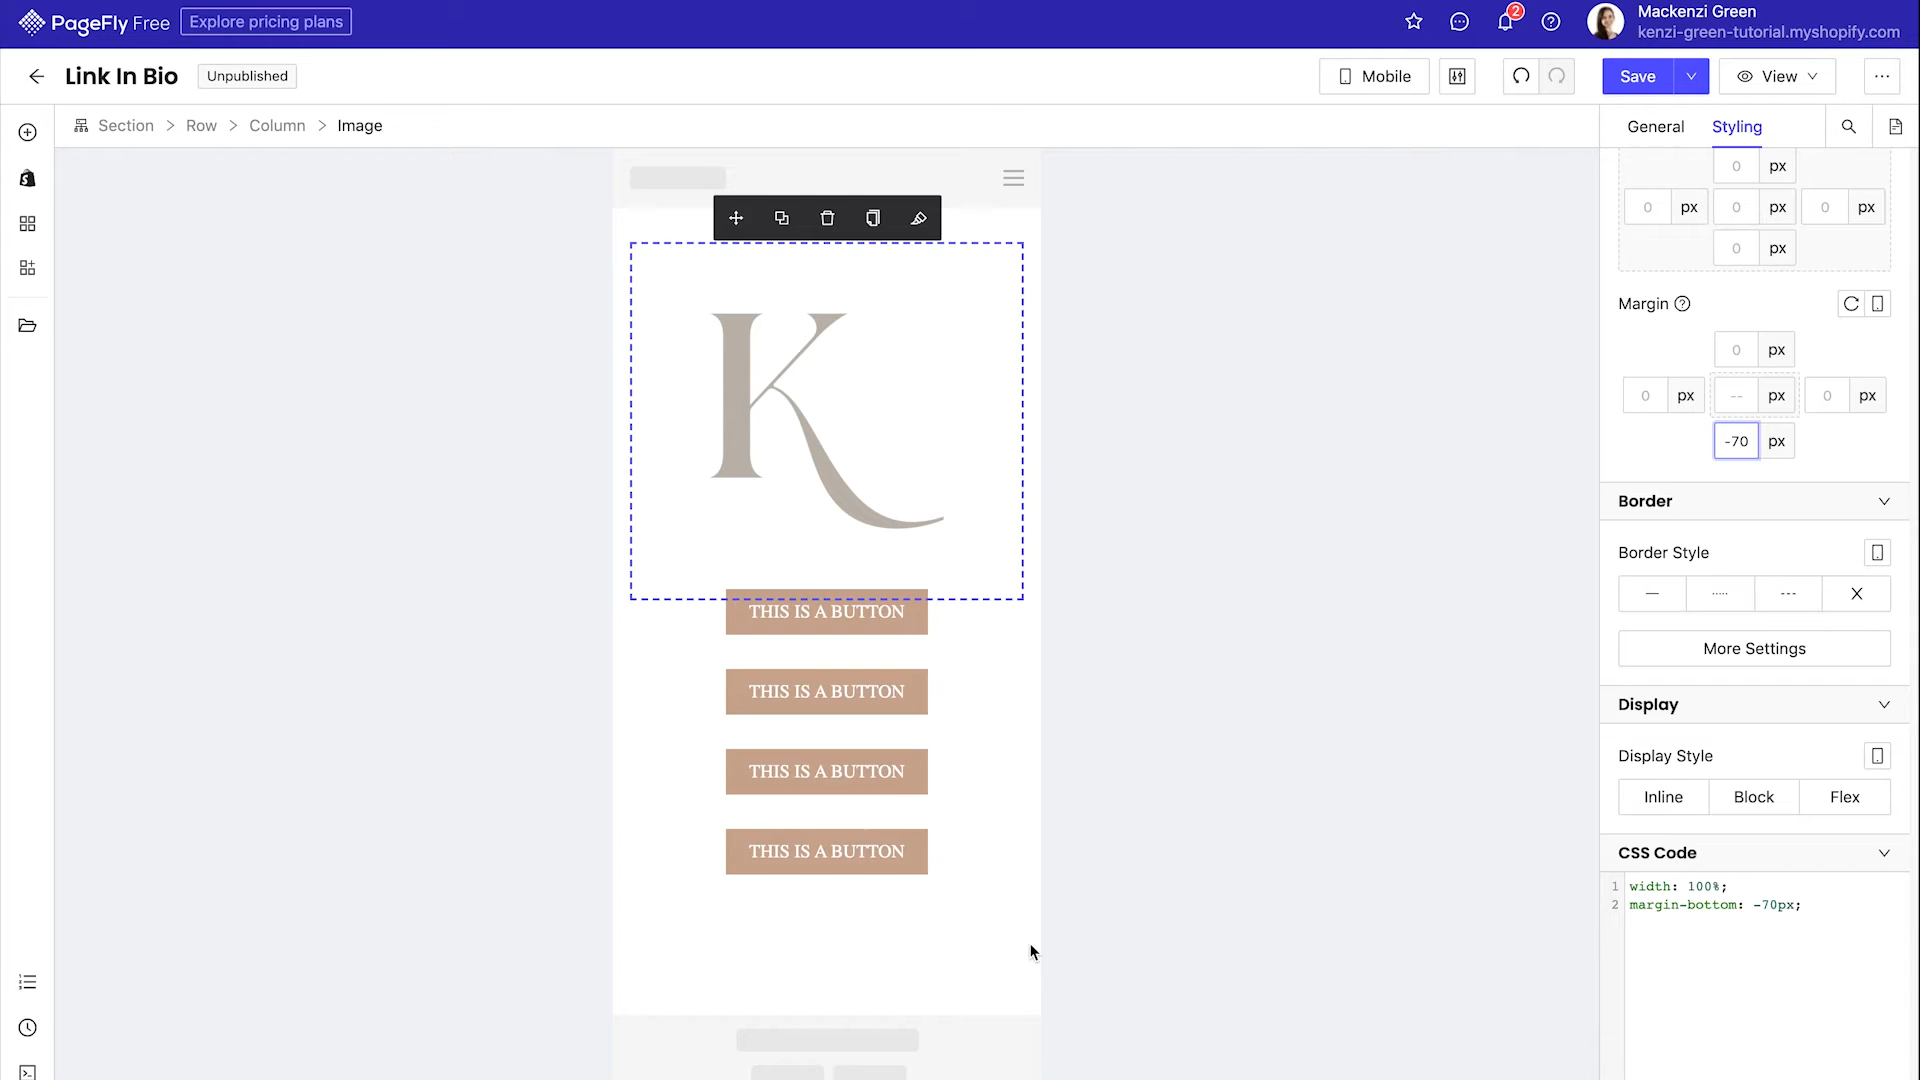 PageFly Free Explore pricing plans
2
Mackenzi Green
kenzi-green-tutorial.myshopify.com
Link In Bio Unpublished
Mobile Save View
Section > Row > Column > Image
General Styling
0 px
0 px 0 px 0 px
0 px
Margin
0 px
0 px -- px 0 px
-70 px
K
THIS IS A BUTTON
THIS IS A BUTTON
THIS IS A BUTTON
THIS IS A BUTTON
Border
Border Style
More Settings
Display
Display Style
Inline Block Flex
CSS Code
1 width: 100%;
2 margin-bottom: -70px;